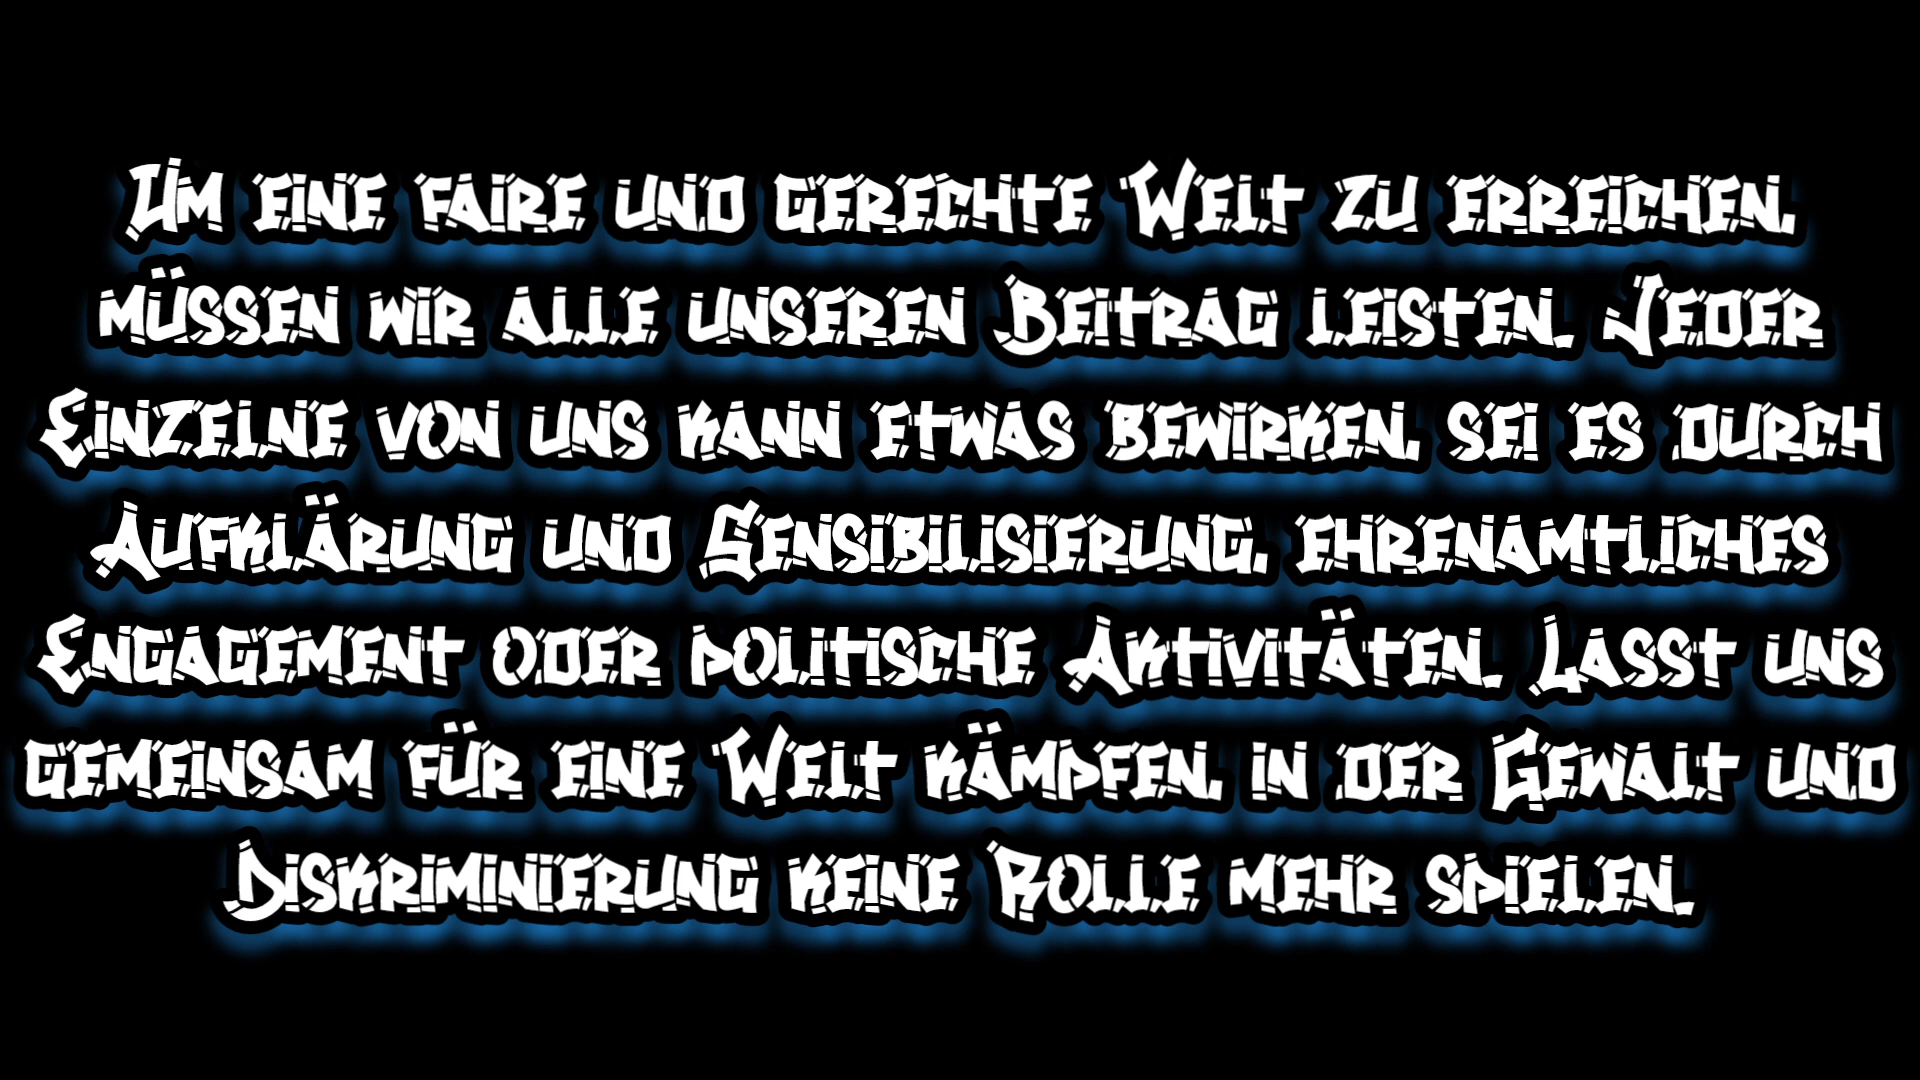 Um eine faire und gerechte Welt zu erreichen,
müssen wir alle unseren Beitrag leisten. Jeder
Einzelne von uns kann etwas bewirken, sei es durch
Aufklärung und Sensibilisierung, ehrenamtliches
Engagement oder politische Aktivitäten. Lasst uns
gemeinsam für eine Welt kämpfen, in der Gewalt und
Diskriminierung keine Rolle mehr spielen.